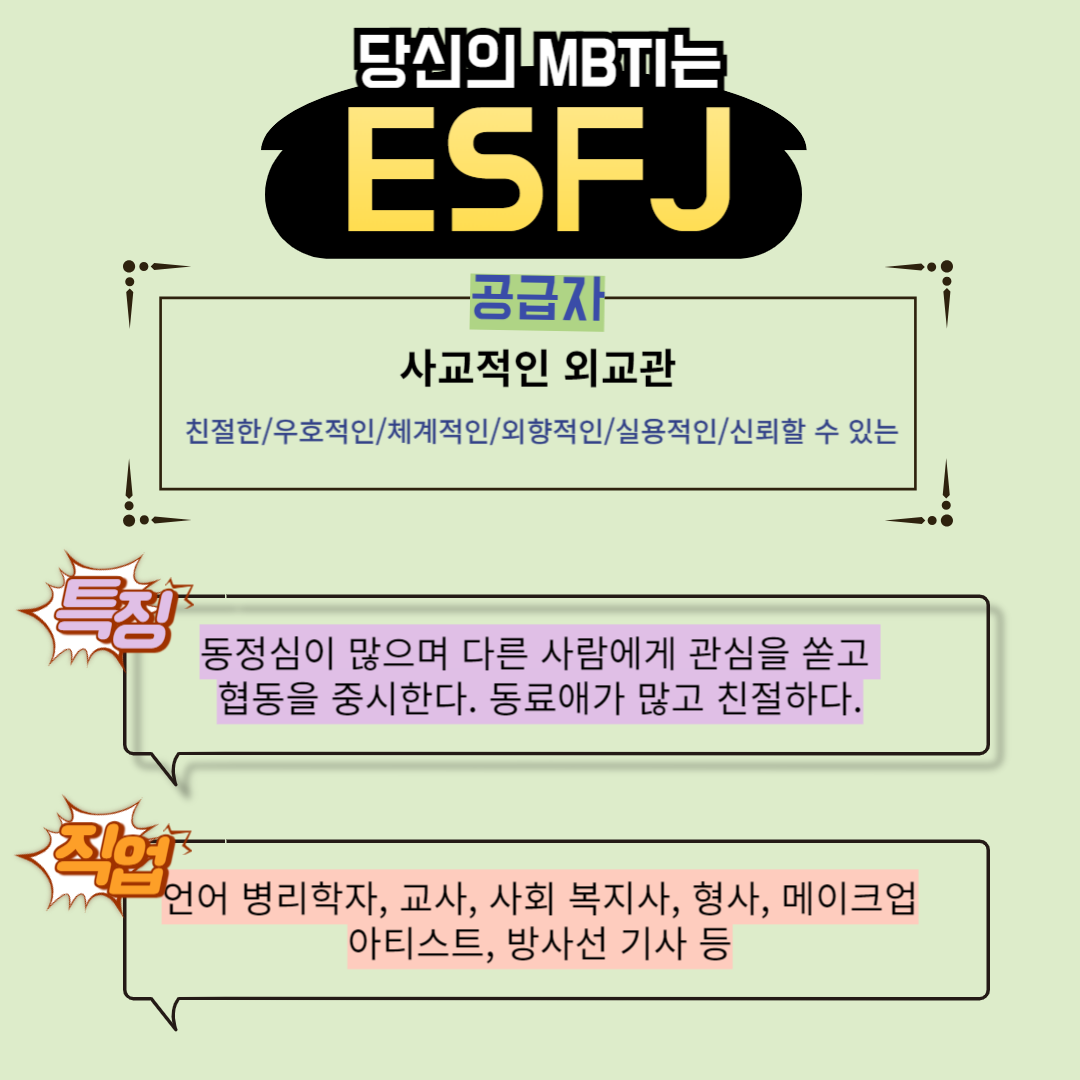 당신의 MBTI는
ESFJ
공급자
사교적인 외교관
친절한/우호적인/체계적인/외향적인/실용적인/신뢰할 수 있는
특징
동정심이 많으며 다른 사람에게 관심을 쏟고
협동을 중시한다. 동료애가 많고 친절하다.
직업
언어 병리학자, 교사, 사회 복지사, 형사, 메이크업
아티스트, 방사선 기사 등